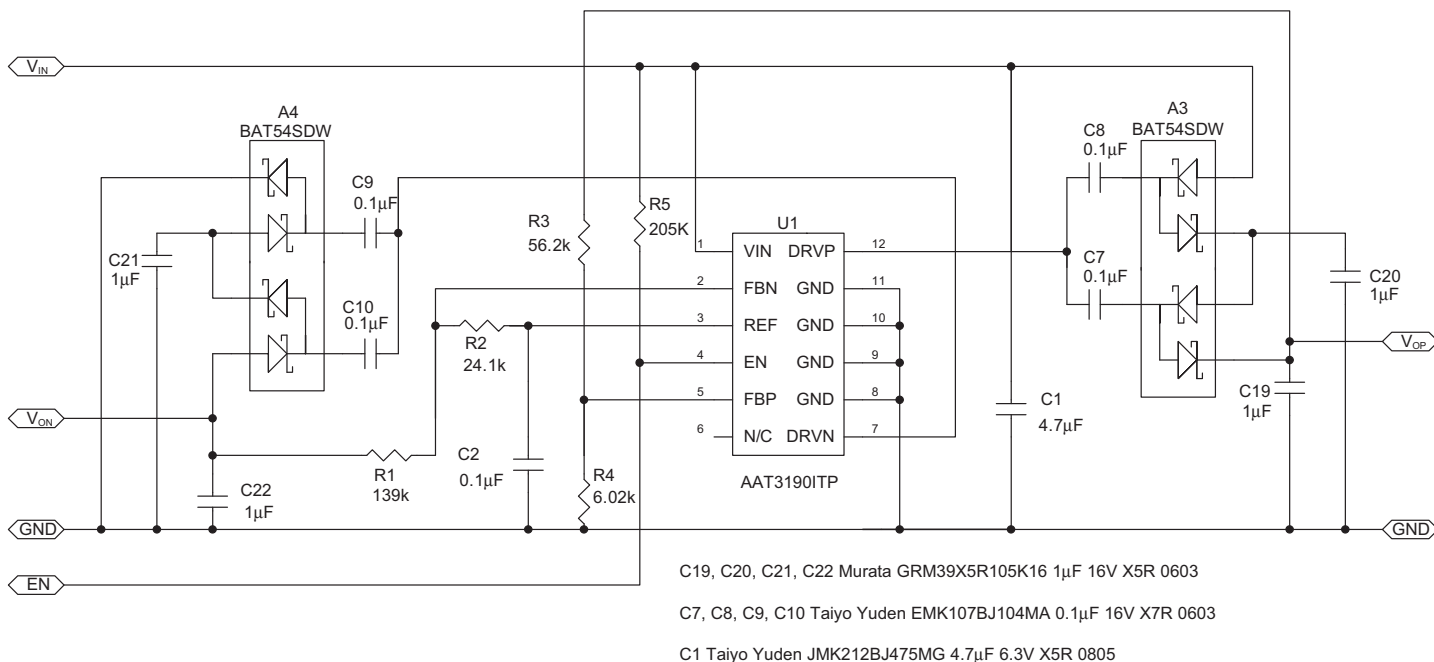 V_IN
A4
BAT54SDW
A3
BAT54SDW
C8
0.1μF
C9
0.1μF
R3
56.2k
R5
205K
U1
C21
1μF
1 VIN DRVP 12
2 FBN GND 11
3 REF GND 10
4 EN GND 9
5 FBP GND 8
6 N/C DRVN 7
C7
0.1μF
C20
1μF
C10
0.1μF
R2
24.1k
V_OP
C19
1μF
C1
4.7μF
V_ON
R1
139k
C2
0.1μF
R4
6.02k
AAT3190ITP
C22
1μF
GND
GND
EN
C19, C20, C21, C22 Murata GRM39X5R105K16 1μF 16V X5R 0603
C7, C8, C9, C10 Taiyo Yuden EMK107BJ104MA 0.1μF 16V X7R 0603
C1 Taiyo Yuden JMK212BJ475MG 4.7μF 6.3V X5R 0805